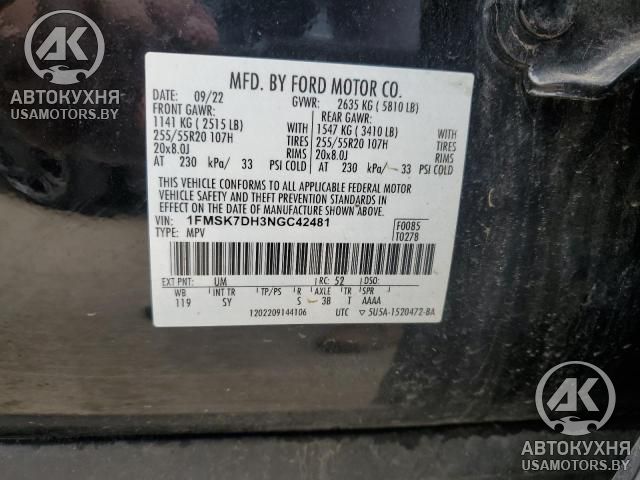 АК
АВТОКУХНЯ
USAMOTORS.BY
MFD. BY FORD MOTOR CO.
DATE: 09/22 GVWR: 2635 KG ( 5810 LB)
FRONT GAWR: REAR GAWR:
1141 KG ( 2515 LB) WITH 1547 KG ( 3410 LB) WITH
255/55R20 107H TIRES 255/55R20 107H TIRES
20x8.0J RIMS 20x8.0J RIMS
AT 230 kPa/ 33 PSI COLD AT 230 kPa/ 33 PSI COLD
THIS VEHICLE CONFORMS TO ALL APPLICABLE FEDERAL MOTOR
VEHICLE SAFETY AND THEFT PREVENTION STANDARDS IN
EFFECT ON THE DATE OF MANUFACTURE SHOWN ABOVE.
VIN: 1FMSK7DH3NGC42481 F0085
TYPE: MPV T0278
EXT PNT: UM RC: 52 DSO:
WB INT TR TP/PS R AXLE TR SPR
119 SY S 3B T AAAA
1202209144106 UTC ▽ 5U5A-1520472-BA
АК
АВТОКУХНЯ
USAMOTORS.BY